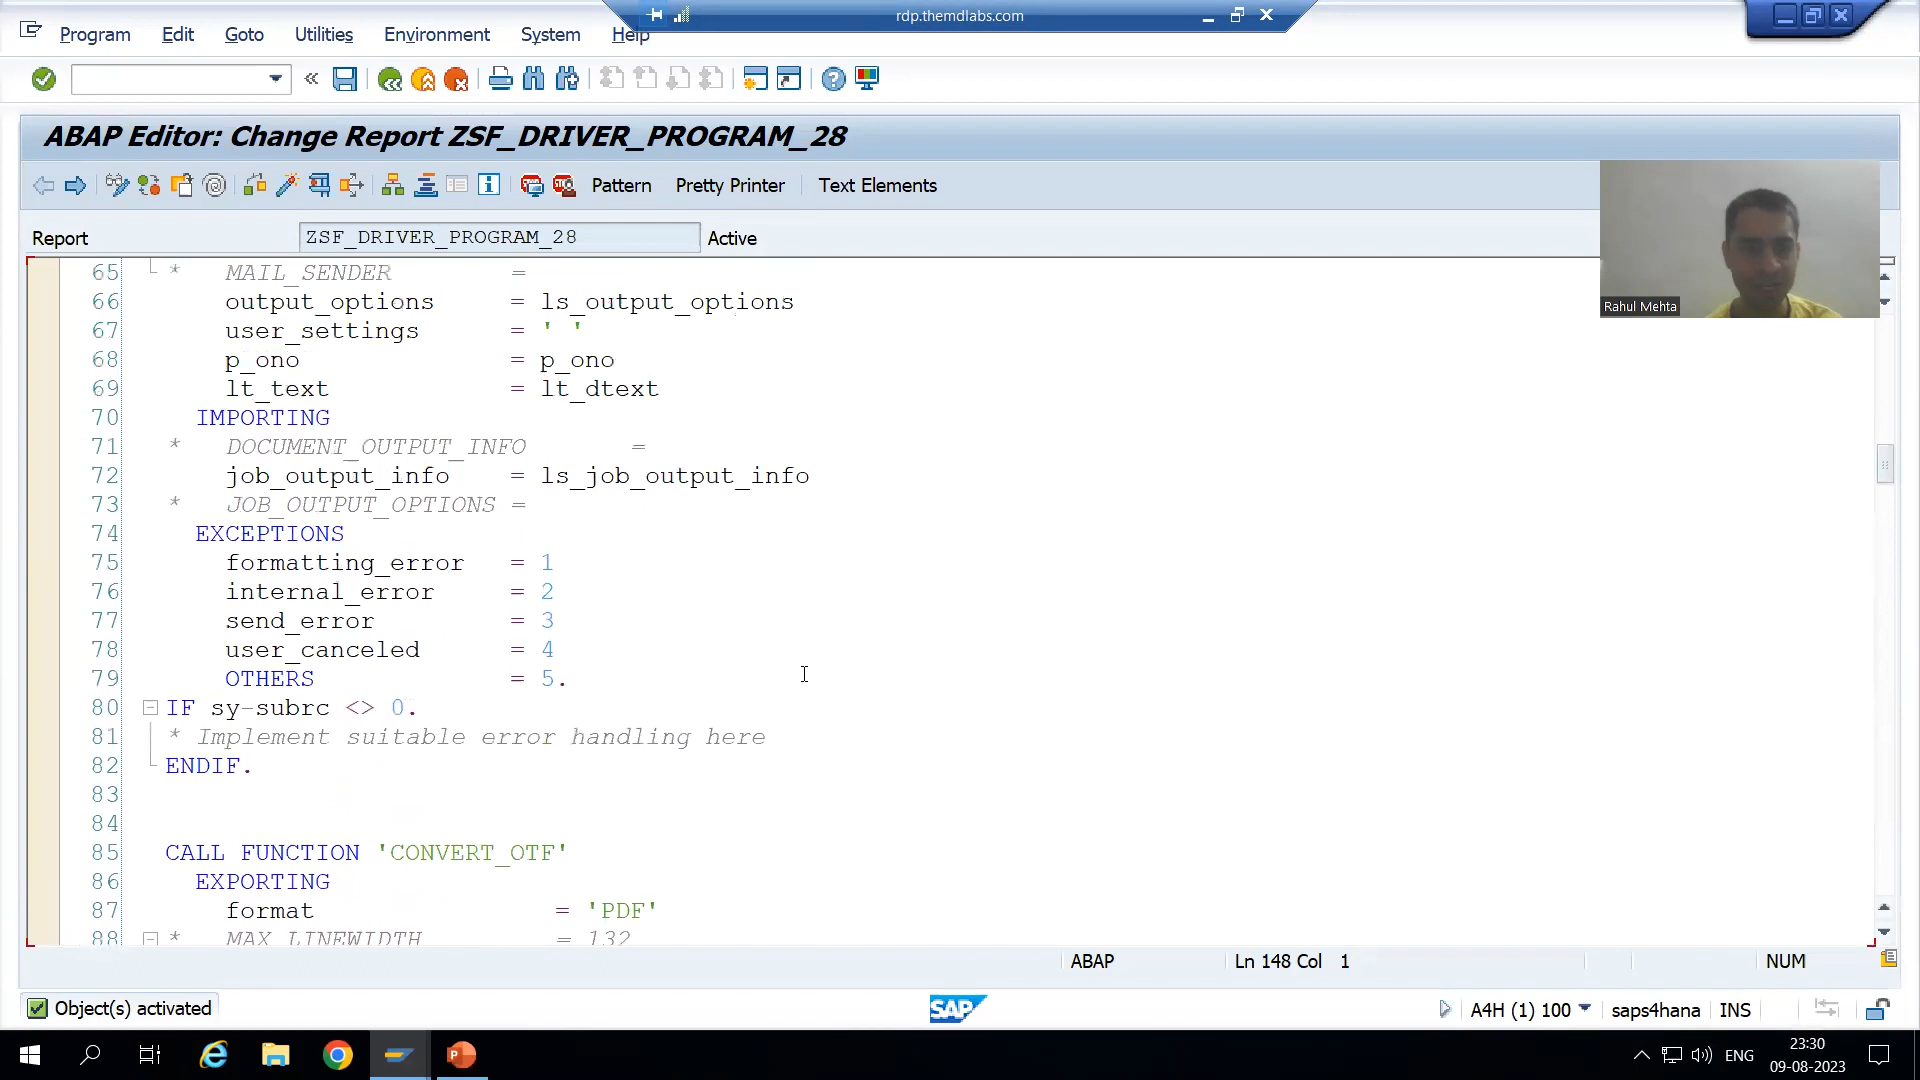 rdp.themdlabs.com
Program Edit Goto Utilities Environment System Help
ABAP Editor: Change Report ZSF_DRIVER_PROGRAM_28
Pattern Pretty Printer Text Elements
Report ZSF_DRIVER_PROGRAM_28 Active
Rahul Mehta
65 * MAIL_SENDER =
66 output_options = ls_output_options
67 user_settings = ' '
68 p_ono = p_ono
69 lt_text = lt_dtext
70 IMPORTING
71 * DOCUMENT_OUTPUT_INFO =
72 job_output_info = ls_job_output_info
73 * JOB_OUTPUT_OPTIONS =
74 EXCEPTIONS
75 formatting_error = 1
76 internal_error = 2
77 send_error = 3
78 user_canceled = 4
79 OTHERS = 5.
80 IF sy-subrc <> 0.
81 * Implement suitable error handling here
82 ENDIF.
83
84
85 CALL FUNCTION 'CONVERT_OTF'
86 EXPORTING
87 format = 'PDF'
88 * MAX_LINEWIDTH = 132
ABAP Ln 148 Col 1 NUM
Object(s) activated SAP A4H (1) 100 saps4hana INS
ENG 23:30
09-08-2023